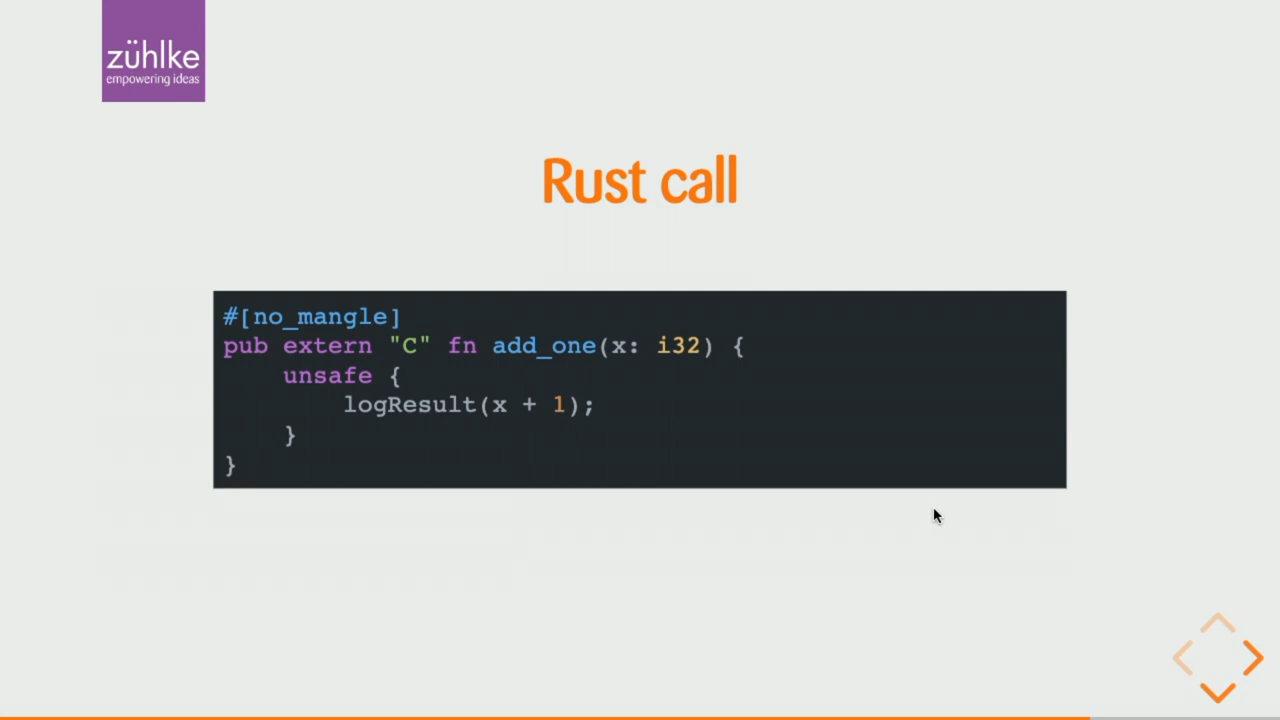 zühlke
empowering ideas
Rust call
#[no_mangle]
pub extern "C" fn add_one(x: i32) {
    unsafe {
        logResult(x + 1);
    }
}